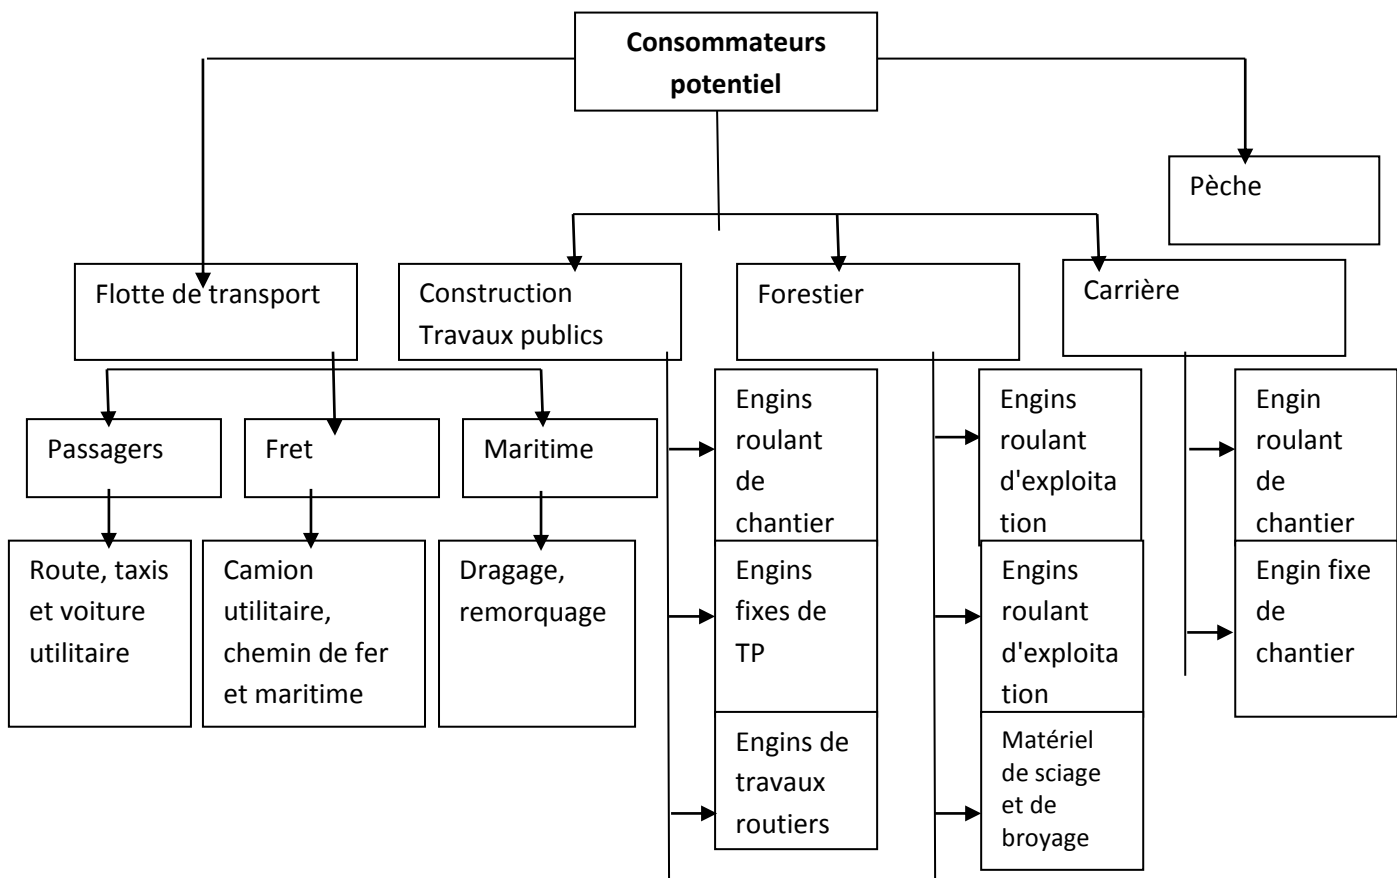 Consommateurs
potentiel
Pèche
Flotte de transport
Construction
Travaux publics
Forestier
Carrière
Passagers
Fret
Maritime
Route, taxis
et voiture
utilitaire
Camion
utilitaire,
chemin de fer
et maritime
Dragage,
remorquage
Engins
roulant
de
chantier
Engins
fixes de
TP
Engins de
travaux
routiers
Engins
roulant
d'exploita
tion
Engins
roulant
d'exploita
tion
Matériel
de sciage
et de
broyage
Engin
roulant
de
chantier
Engin fixe
de
chantier